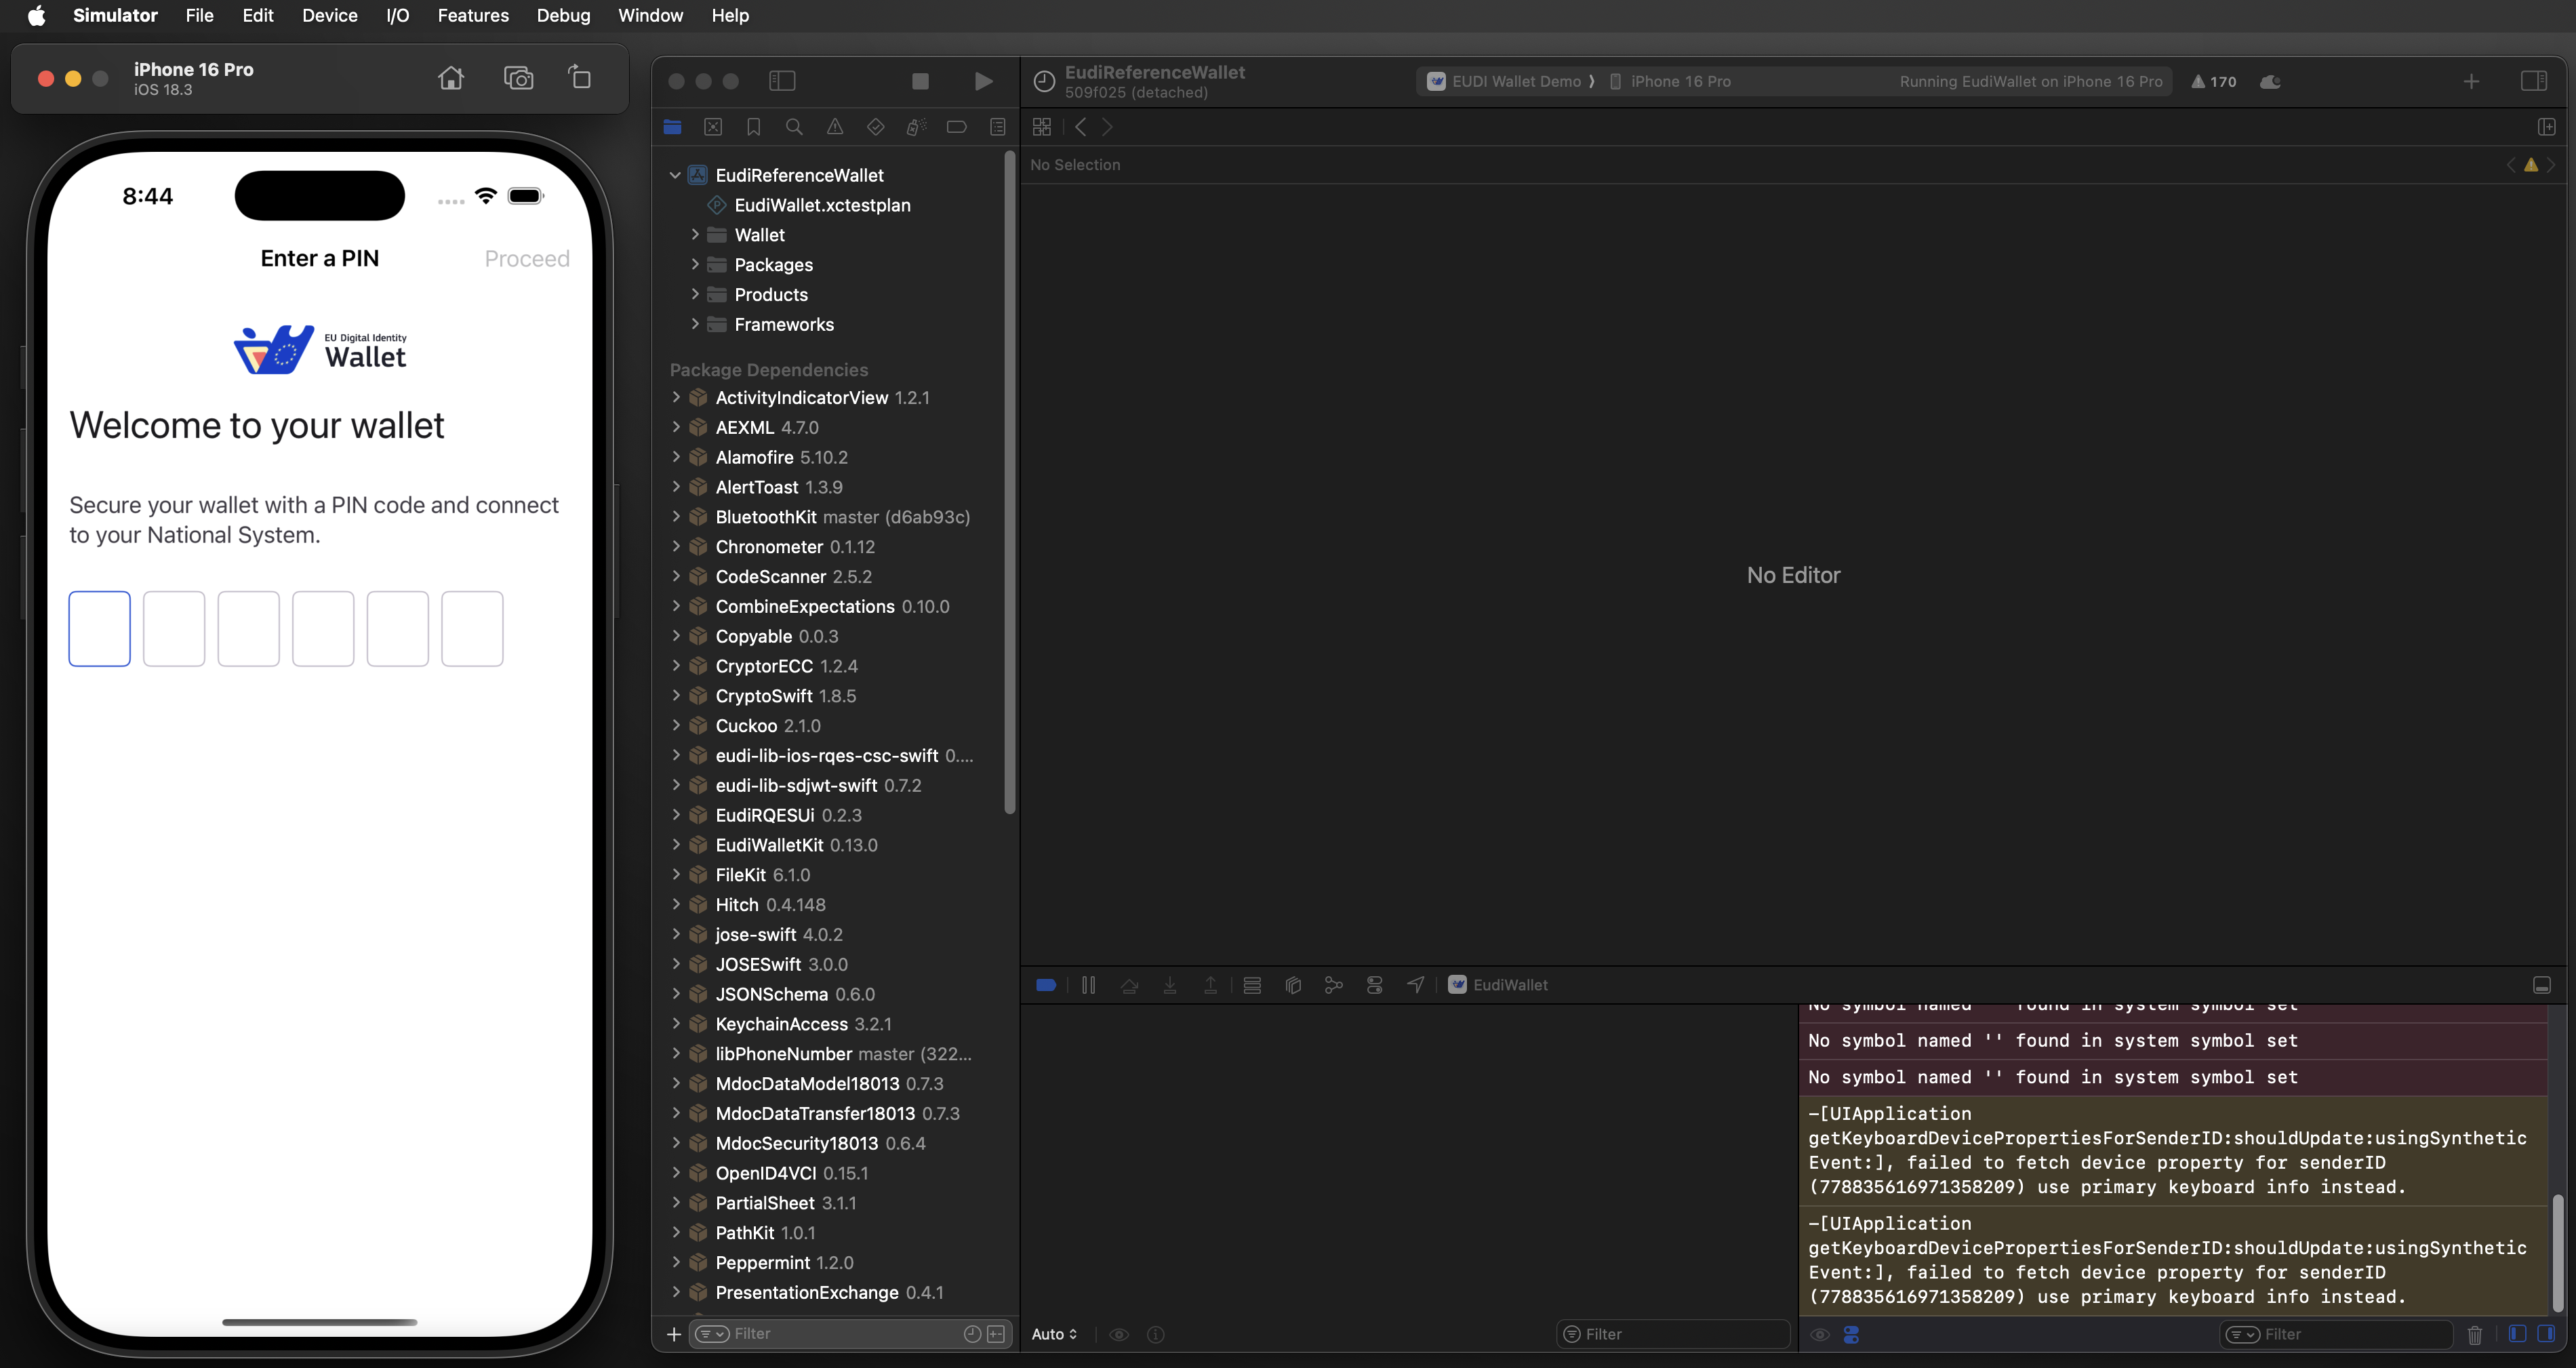 Simulator File Edit Device I/O Features Debug Window Help
iPhone 16 Pro
iOS 18.3
8:44
Enter a PIN
Proceed
EU Digital Identity
Wallet
Welcome to your wallet
Secure your wallet with a PIN code and connect
to your National System.
EudiReferenceWallet
509f025 (detached)
EUDI Wallet Demo ⟩ iPhone 16 Pro
Running EudiWallet on iPhone 16 Pro
170
No Selection
EudiReferenceWallet
EudiWallet.xctestplan
Wallet
Packages
Products
Frameworks
Package Dependencies
ActivityIndicatorView 1.2.1
AEXML 4.7.0
Alamofire 5.10.2
AlertToast 1.3.9
BluetoothKit master (d6ab93c)
Chronometer 0.1.12
CodeScanner 2.5.2
CombineExpectations 0.10.0
Copyable 0.0.3
CryptorECC 1.2.4
CryptoSwift 1.8.5
Cuckoo 2.1.0
eudi-lib-ios-rqes-csc-swift 0....
eudi-lib-sdjwt-swift 0.7.2
EudiRQESUi 0.2.3
EudiWalletKit 0.13.0
FileKit 6.1.0
Hitch 0.4.148
jose-swift 4.0.2
JOSESwift 3.0.0
JSONSchema 0.6.0
KeychainAccess 3.2.1
libPhoneNumber master (322...
MdocDataModel18013 0.7.3
MdocDataTransfer18013 0.7.3
MdocSecurity18013 0.6.4
OpenID4VCI 0.15.1
PartialSheet 3.1.1
PathKit 1.0.1
Peppermint 1.2.0
PresentationExchange 0.4.1
Filter
No Editor
EudiWallet
No symbol named '' found in system symbol set
No symbol named '' found in system symbol set
No symbol named '' found in system symbol set
-[UIApplication
getKeyboardDevicePropertiesForSenderID:shouldUpdate:usingSynthetic
Event:], failed to fetch device property for senderID
(778835616971358209) use primary keyboard info instead.
-[UIApplication
getKeyboardDevicePropertiesForSenderID:shouldUpdate:usingSynthetic
Event:], failed to fetch device property for senderID
(778835616971358209) use primary keyboard info instead.
Auto
Filter
Filter